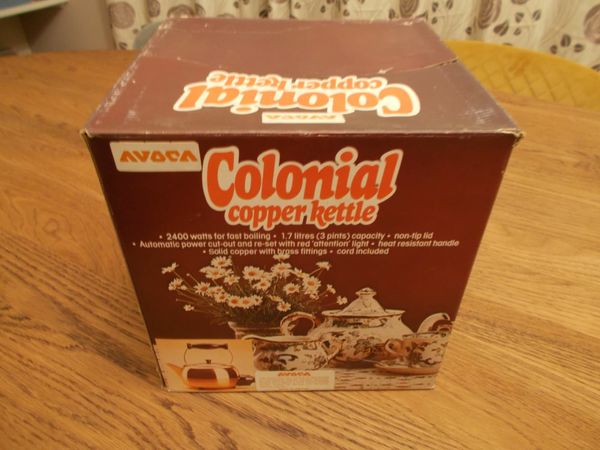 Colonial
copper kettle
AVOCA
AVOCA
Colonial
copper kettle
• 2400 watts for fast boiling • 1.7 litres (3 pints) capacity • non-tip lid
• Automatic power cut-out and re-set with red 'attention' light • heat resistant handle
• Solid copper with brass fittings • cord included
AVOCA